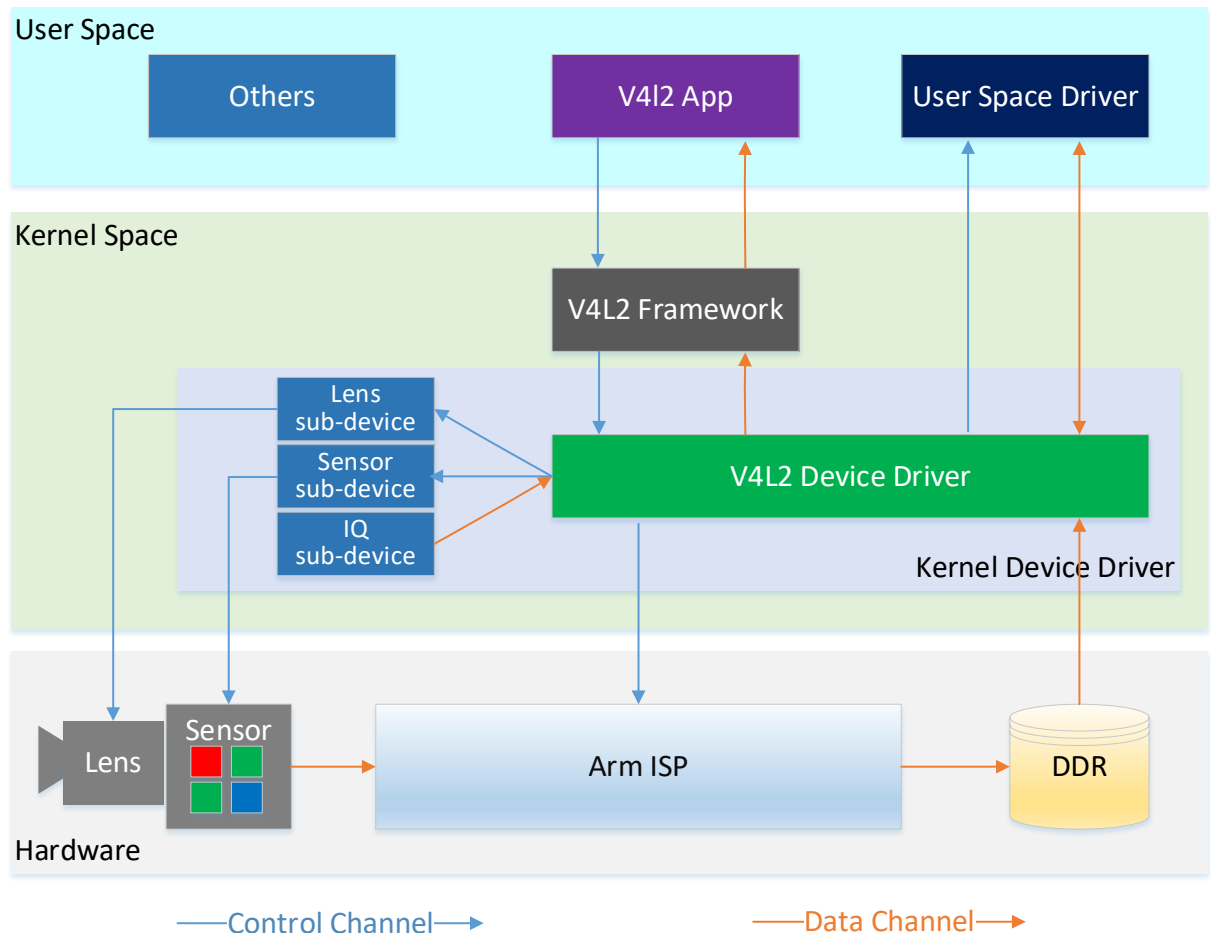 User Space
Others
V4l2 App
User Space Driver
Kernel Space
V4L2 Framework
Lens
sub-device
Sensor
sub-device
IQ
sub-device
V4L2 Device Driver
Kernel Device Driver
Lens
Sensor
Arm ISP
DDR
Hardware
Control Channel
Data Channel